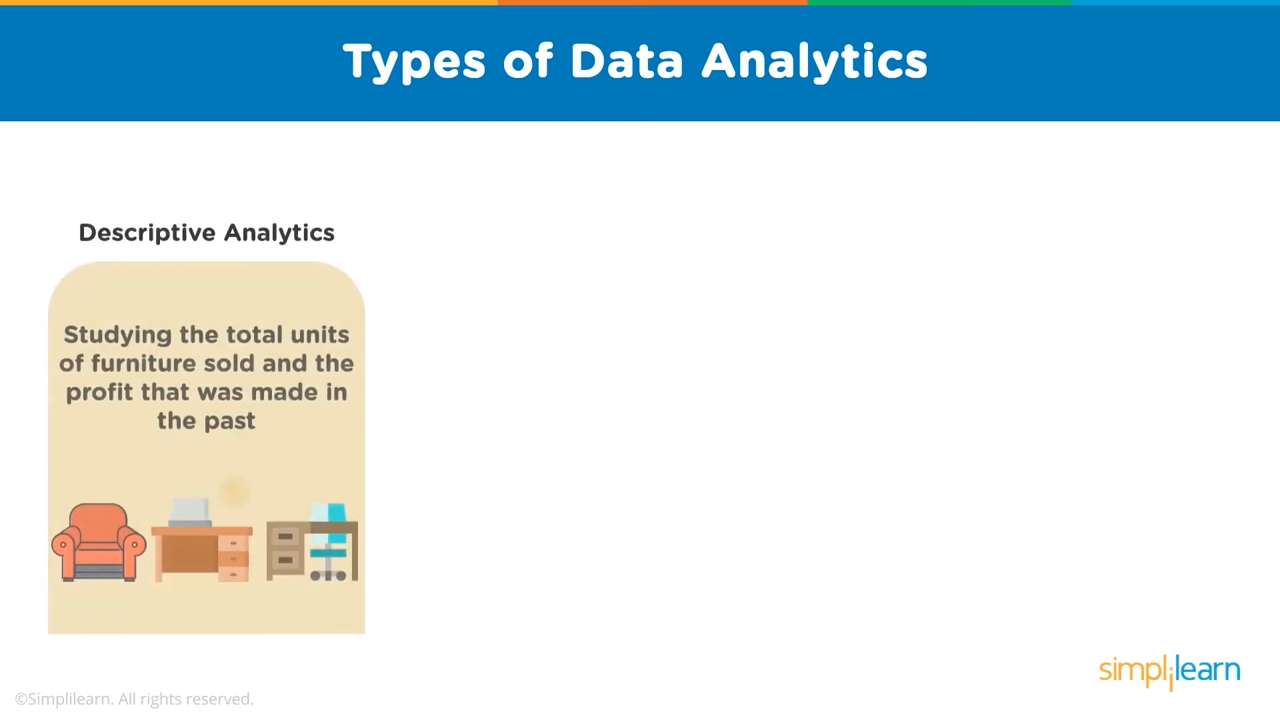 Types of Data Analytics
Descriptive Analytics
Studying the total units
of furniture sold and the
profit that was made in
the past
simplilearn
©Simplilearn. All rights reserved.